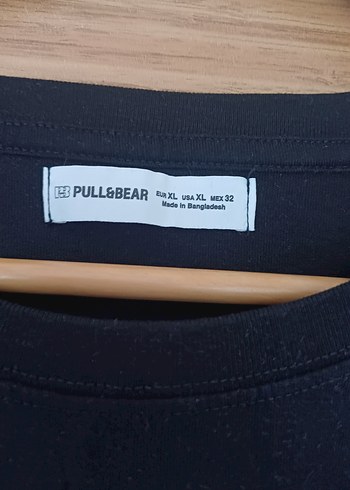 PULL&BEAR EUR XL USA XL MEX 32
Made in Bangladesh